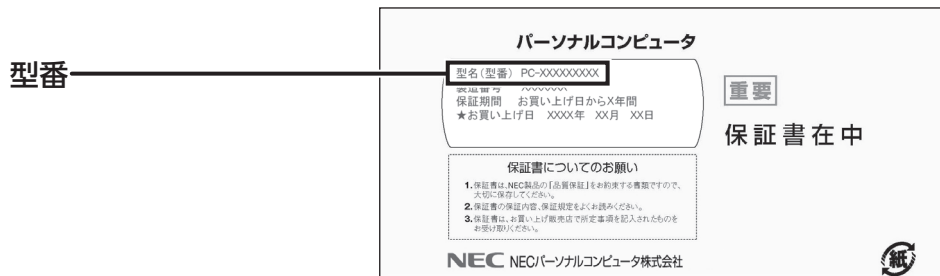 パーソナルコンピュータ
型番
型名(型番) PC-XXXXXXXXX
製造番号 XXXXXXX
保証期間 お買い上げ日からX年間
★お買い上げ日 XXXX年 XX月 XX日
重要
保証書在中
保証書についてのお願い
1.保証書は、NEC製品の「品質保証」をお約束する書類ですので、
大切に保存してください。
2.保証書の保証内容、保証規定をよくお読みください。
3.保証書は、お買い上げ販売店で所定事項を記入されたものを
お受け取りください。
NEC NECパーソナルコンピュータ株式会社
紙